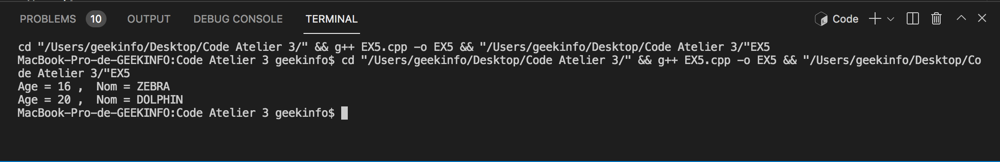 PROBLEMS 10 OUTPUT DEBUG CONSOLE TERMINAL Code
cd "/Users/geekinfo/Desktop/Code Atelier 3/" && g++ EX5.cpp -o EX5 && "/Users/geekinfo/Desktop/Code Atelier 3/"EX5
MacBook-Pro-de-GEEKINFO:Code Atelier 3 geekinfo$ cd "/Users/geekinfo/Desktop/Code Atelier 3/" && g++ EX5.cpp -o EX5 && "/Users/geekinfo/Desktop/Co
de Atelier 3/"EX5
Age = 16 ,  Nom = ZEBRA
Age = 20 ,  Nom = DOLPHIN
MacBook-Pro-de-GEEKINFO:Code Atelier 3 geekinfo$